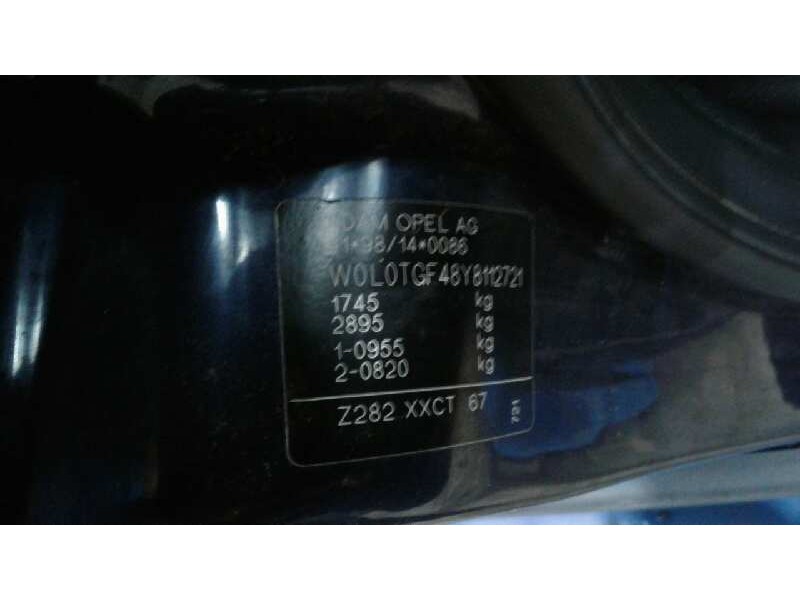 ADAM OPEL AG
e1*98/14*0086
W0L0TGF48Y8112721
1745 kg
2895 kg
1-0955 kg
2-0820 kg
Z282 XXCT 67 721